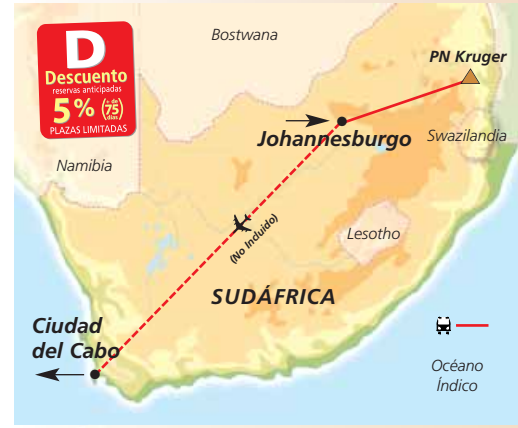 D
Descuento
reservas anticipadas
5% (+ de 75 días)
PLAZAS LIMITADAS
Bostwana
PN Kruger
Johannesburgo
Swazilandia
Namibia
(No Incluido)
Lesotho
SUDÁFRICA
Ciudad
del Cabo
Océano
Índico